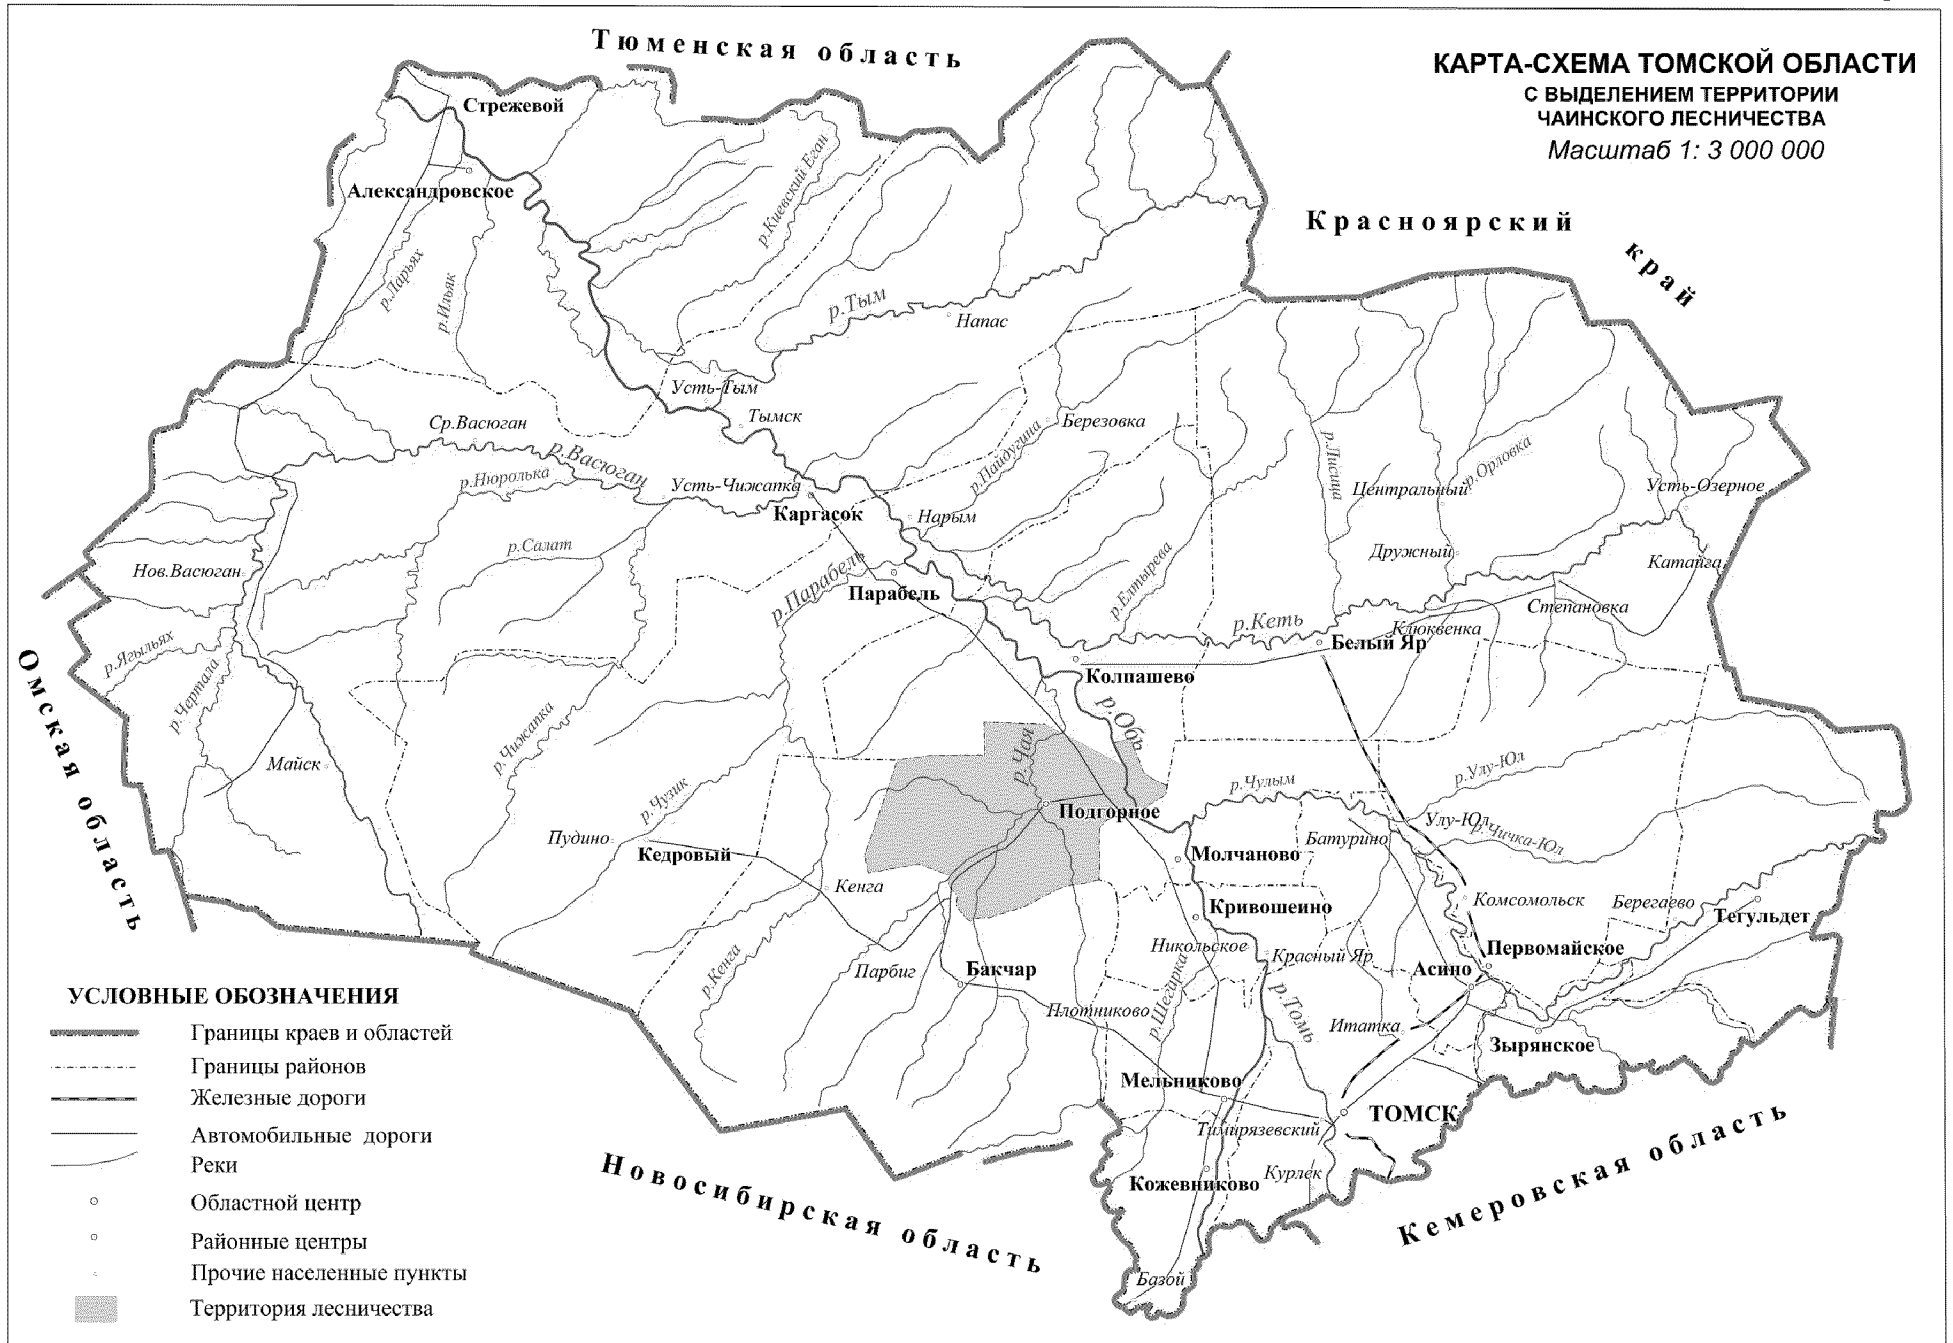 Тюменская область
КАРТА-СХЕМА ТОМСКОЙ ОБЛАСТИ
С ВЫДЕЛЕНИЕМ ТЕРРИТОРИИ
ЧАИНСКОГО ЛЕСНИЧЕСТВА
Масштаб 1: 3 000 000
Стрежевой
Александровское
р.Киевский Еган
Красноярский край
р.Ларьях
р.Ильяк
р.Тым
Напас
Усть-Тым
Тымск
Ср.Васюган
р.Васюган
р.Нюролька
Усть-Чижапка
Каргасок
Нарым
р.Пайдугина
Березовка
р.Лисица
Центральный
р.Орловка
Усть-Озерное
р.Салат
Дружный
Катайга
Нов.Васюган
р.Парабель
Парабель
р.Елтырева
р.Кеть
Клюквенка
Степановка
Белый Яр
р.Ягыльях
р.Чертала
Колпашево
р.Обь
Омская область
Майск
р.Чижапка
р.Чая
р.Чузик
р.Чулым
р.Улу-Юл
Подгорное
Пудино
Кедровый
Улу-Юл
р.Чичка-Юл
Батурино
Молчаново
Кенга
Кривошеино
Комсомольск
Берегаево
Тегульдет
р.Кенга
Парбиг
Бакчар
Никольское
Красный Яр
Первомайское
Асино
р.Шегарка
р.Томь
Плотниково
Итатка
Зырянское
Мельниково
ТОМСК
Тимирязевский
Курлек
Кожевниково
Базой
Новосибирская область
Кемеровская область
УСЛОВНЫЕ ОБОЗНАЧЕНИЯ
Границы краев и областей
Границы районов
Железные дороги
Автомобильные дороги
Реки
Областной центр
Районные центры
Прочие населенные пункты
Территория лесничества